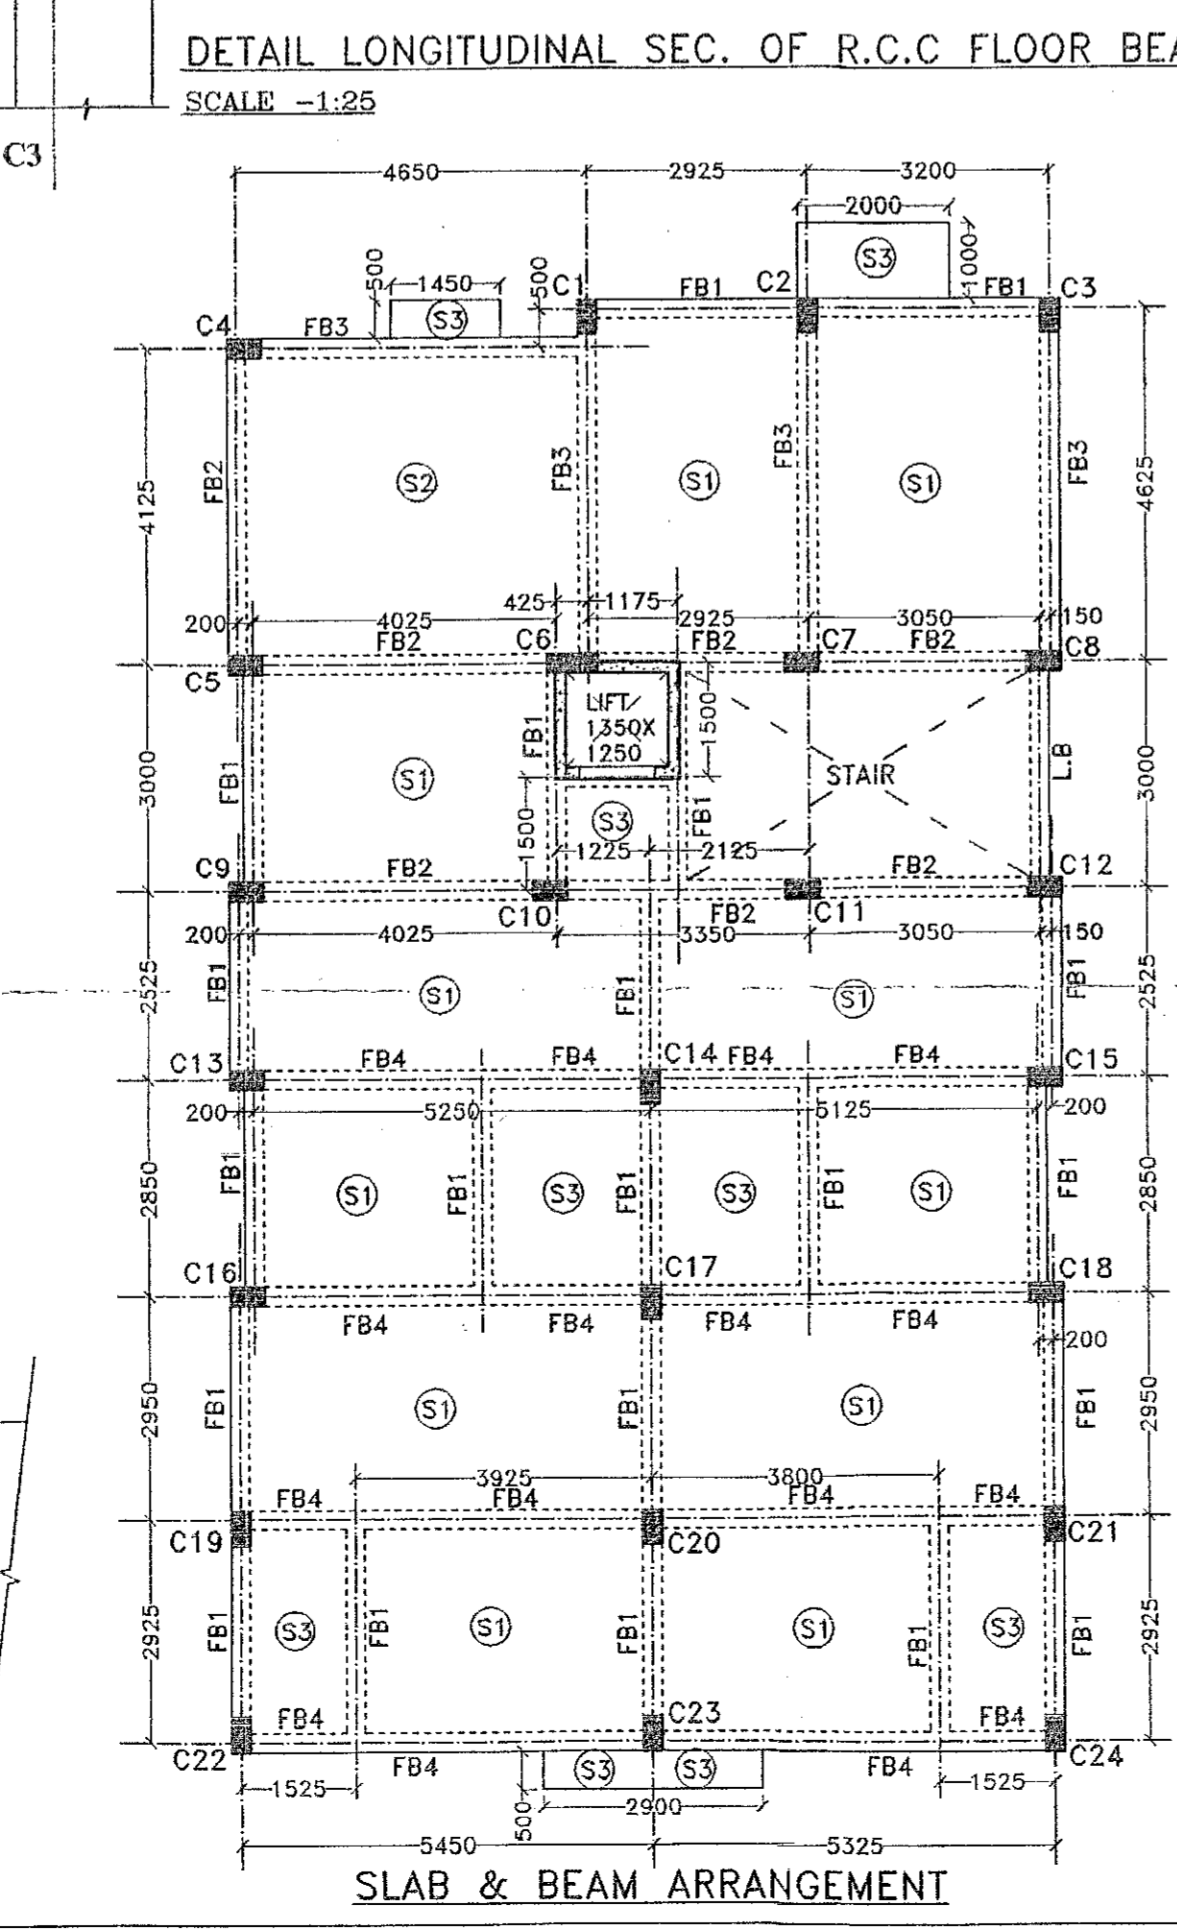 DETAIL LONGITUDINAL SEC. OF R.C.C FLOOR BEA
SCALE -1:25
C3
4650 2925 3200
2000
S3 1000
500 1450 500 C1 FB1 C2 FB1 C3
C4 FB3 S3
4125 FB2 S2 FB3 S1 FB3 S1 FB3 4625
425 1175
200 4025 2925 3050 150
FB2 C6 FB2 C7 FB2 C8
C5
LIFT
1350X
1250
1500
3000 FB1 S1 FB1 STAIR L.B 3000
1500 S3 FB1
1225 2125
C9 FB2 FB2 C12
C10 FB2 C11
200 4025 3350 3050 150
2525 FB1 S1 FB1 S1 FB1 2525
C13 FB4 FB4 C14 FB4 FB4 C15
200 5250 5125 200
2850 FB1 S1 FB1 S3 FB1 S3 FB1 S1 FB1 2850
C16 C17 C18
FB4 FB4 FB4 FB4
200
2950 FB1 S1 FB1 S1 FB1 2950
3925 3800
FB4 FB4 FB4 FB4
C19 C20 C21
2925 FB1 S3 FB1 S1 FB1 S1 FB1 S3 FB1 2925
FB4 C23 FB4
C22 FB4 S3 S3 FB4 C24
1525 500 2900 1525
5450 5325
SLAB & BEAM ARRANGEMENT